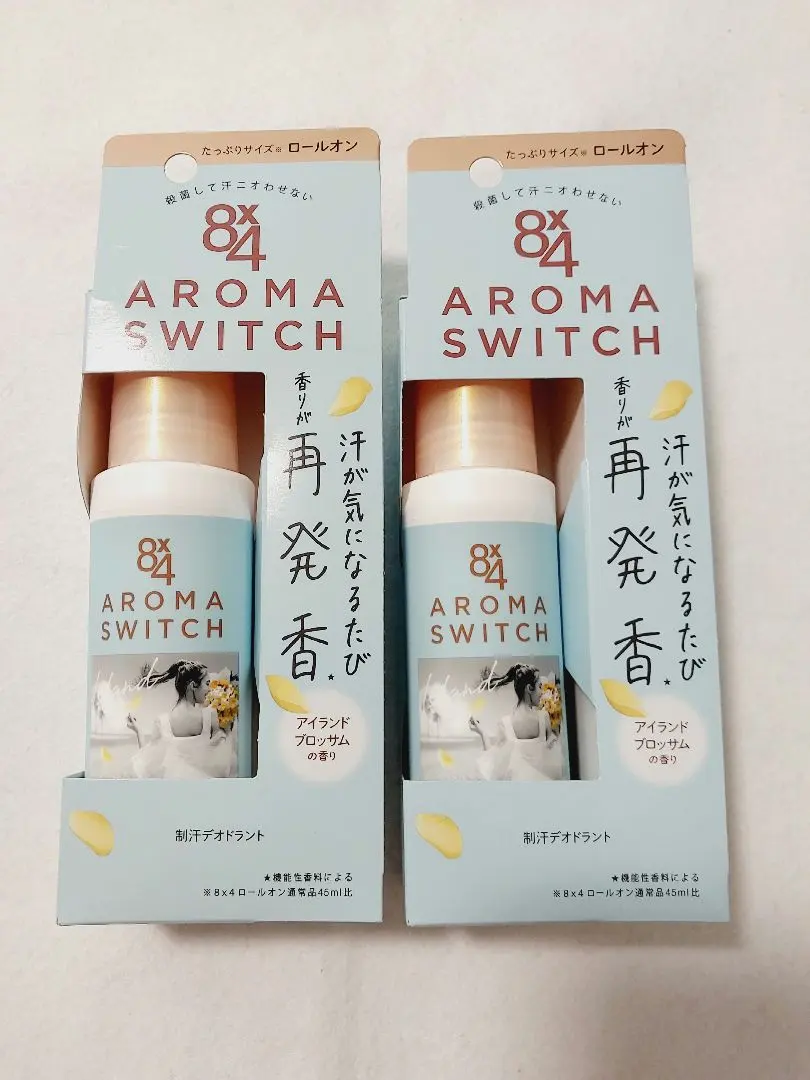 たっぷりサイズ※ ロールオン
殺菌して汗ニオわせない
8x4
AROMA
SWITCH
汗が気になるたび
香りが
再発香★
アイランド
ブロッサム
の香り
8x4
AROMA
SWITCH
制汗デオドラント
★機能性香料による
※8x4ロールオン通常品45ml比
たっぷりサイズ※ ロールオン
殺菌して汗ニオわせない
8x4
AROMA
SWITCH
汗が気になるたび
香りが
再発香★
アイランド
ブロッサム
の香り
8x4
AROMA
SWITCH
制汗デオドラント
★機能性香料による
※8x4ロールオン通常品45ml比